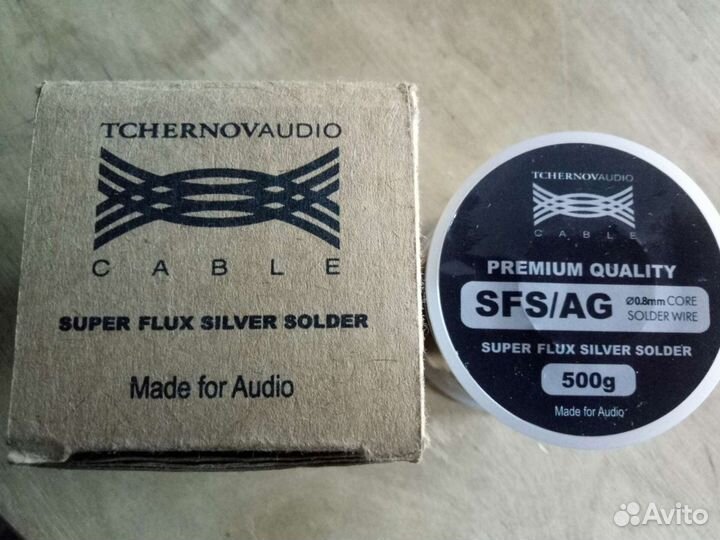 TCHERNOVAUDIO
CABLE
SUPER FLUX SILVER SOLDER
Made for Audio
TCHERNOVAUDIO
CABLE
PREMIUM QUALITY
SFS/AG ⌀0.8mm CORE
SOLDER WIRE
SUPER FLUX SILVER SOLDER
500g
Made for Audio
Avito